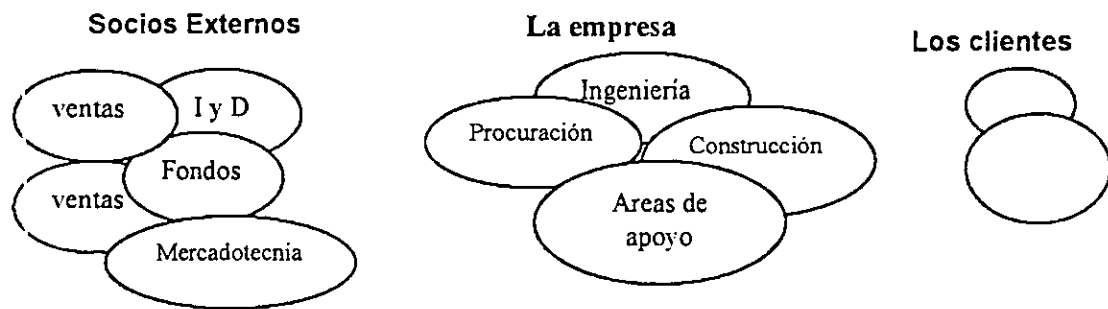 Socios Externos
ventas
I y D
Fondos
ventas
Mercadotecnia
La empresa
Ingeniería
Procuración
Construcción
Areas de
apoyo
Los clientes